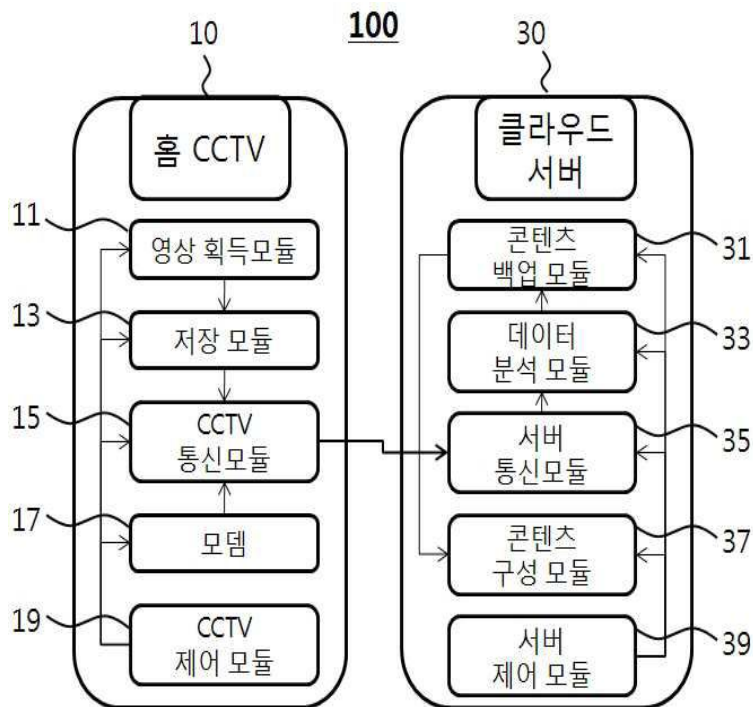 100
10
30
홈 CCTV
클라우드
서버
11
영상 획득모듈
13
저장 모듈
15
CCTV
통신모듈
17
모뎀
19
CCTV
제어 모듈
콘텐츠
백업 모듈
31
데이터
분석 모듈
33
서버
통신모듈
35
콘텐츠
구성 모듈
37
서버
제어 모듈
39